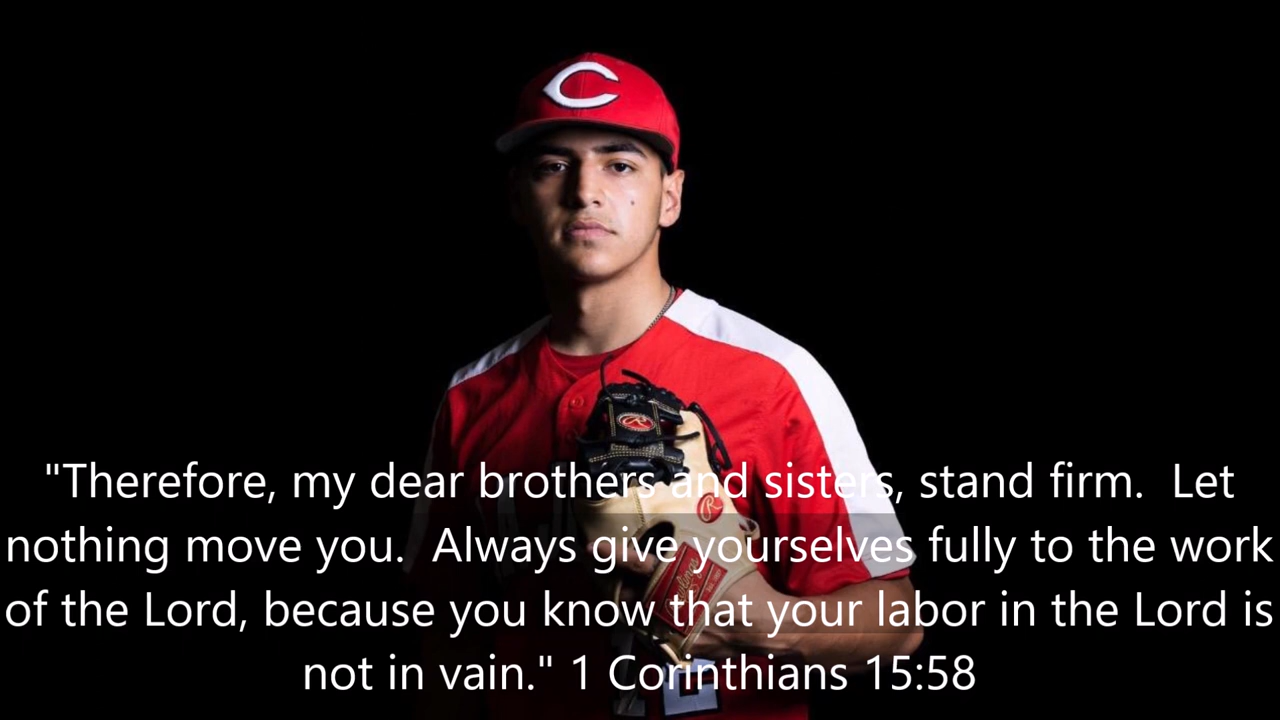 C
"Therefore, my dear brothers and sisters, stand firm.  Let
nothing move you.  Always give yourselves fully to the work
of the Lord, because you know that your labor in the Lord is
not in vain." 1 Corinthians 15:58